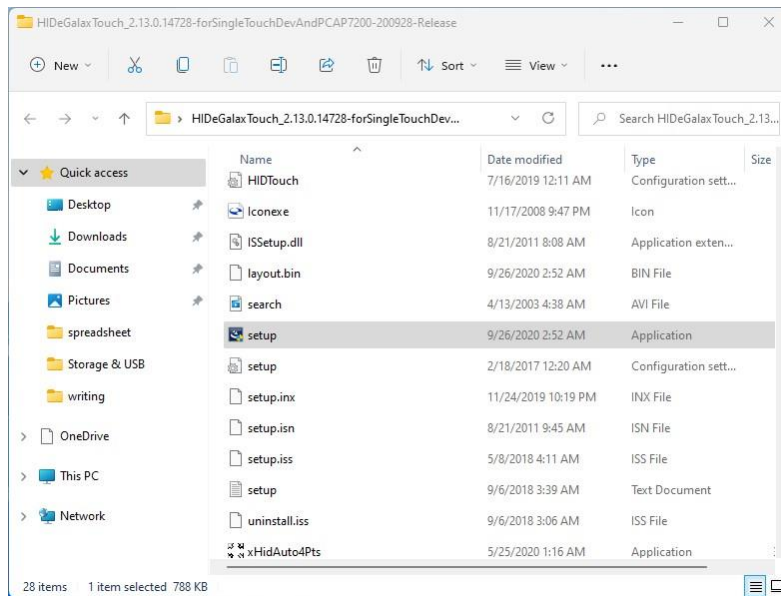 HIDeGalaxTouch_2.13.0.14728-forSingleTouchDevAndPCAP7200-200928-Release
New Sort View ...
HIDeGalaxTouch_2.13.0.14728-forSingleTouchDev... Search HIDeGalaxTouch_2.13...
Name Date modified Type Size
Quick access
Desktop
Downloads
Documents
Pictures
spreadsheet
Storage & USB
writing
OneDrive
This PC
Network
HIDTouch 7/16/2019 12:11 AM Configuration sett...
Iconexe 11/17/2008 9:47 PM Icon
ISSetup.dll 8/21/2011 8:08 AM Application exten...
layout.bin 9/26/2020 2:52 AM BIN File
search 4/13/2003 4:38 AM AVI File
setup 9/26/2020 2:52 AM Application
setup 2/18/2017 12:20 AM Configuration sett...
setup.inx 11/24/2019 10:19 PM INX File
setup.isn 8/21/2011 9:45 AM ISN File
setup.iss 5/8/2018 4:11 AM ISS File
setup 9/6/2018 3:39 AM Text Document
uninstall.iss 9/6/2018 3:06 AM ISS File
xHidAuto4Pts 5/25/2020 1:16 AM Application
28 items 1 item selected 788 KB